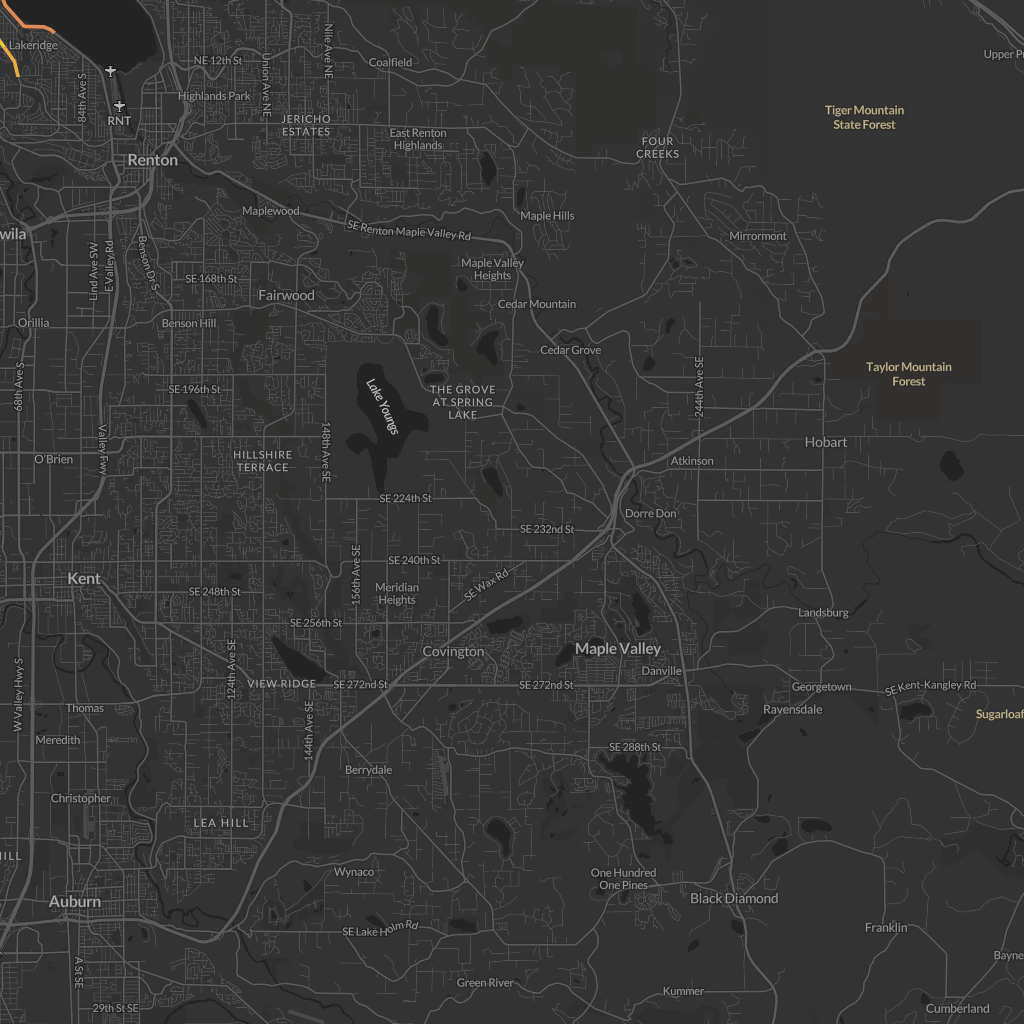 Lakeridge
NE 12th St
Nile Ave NE
Union Ave NE
Coalfield
Upper
84th Ave S
Highlands Park
RNT
JERICHO
ESTATES
East Renton
Highlands
Tiger Mountain
State Forest
FOUR
CREEKS
Renton
Maplewood
SE Renton Maple Valley Rd
Maple Hills
Mirrormont
wila
Lind Ave SW
E Valley Rd
Benson Dr S
SE 168th St
Maple Valley
Heights
Fairwood
Cedar Mountain
Orillia
Benson Hill
Cedar Grove
Taylor Mountain
Forest
68th Ave S
SE 196th St
Lake Youngs
THE GROVE
AT SPRING
LAKE
244th Ave SE
Valley Fwy
148th Ave SE
Hobart
O'Brien
HILLSHIRE
TERRACE
Atkinson
SE 224th St
SE 232nd St
Dorre Don
SE 240th St
156th Ave SE
Kent
SE 248th St
Meridian
Heights
SE Wax Rd
Landsburg
SE 256th St
Covington
Maple Valley
124th Ave SE
VIEW RIDGE
SE 272nd St
SE 272nd St
Danville
Georgetown
SE Kent-Kangley Rd
W Valley Hwy S
Thomas
Ravensdale
Sugarloaf
144th Ave SE
Meredith
SE 288th St
Berrydale
Christopher
LEA HILL
HILL
Wynaco
One Hundred
One Pines
Auburn
Black Diamond
SE Lake Holm Rd
Franklin
Bayne
A St SE
Green River
Kummer
29th St SE
Cumberland